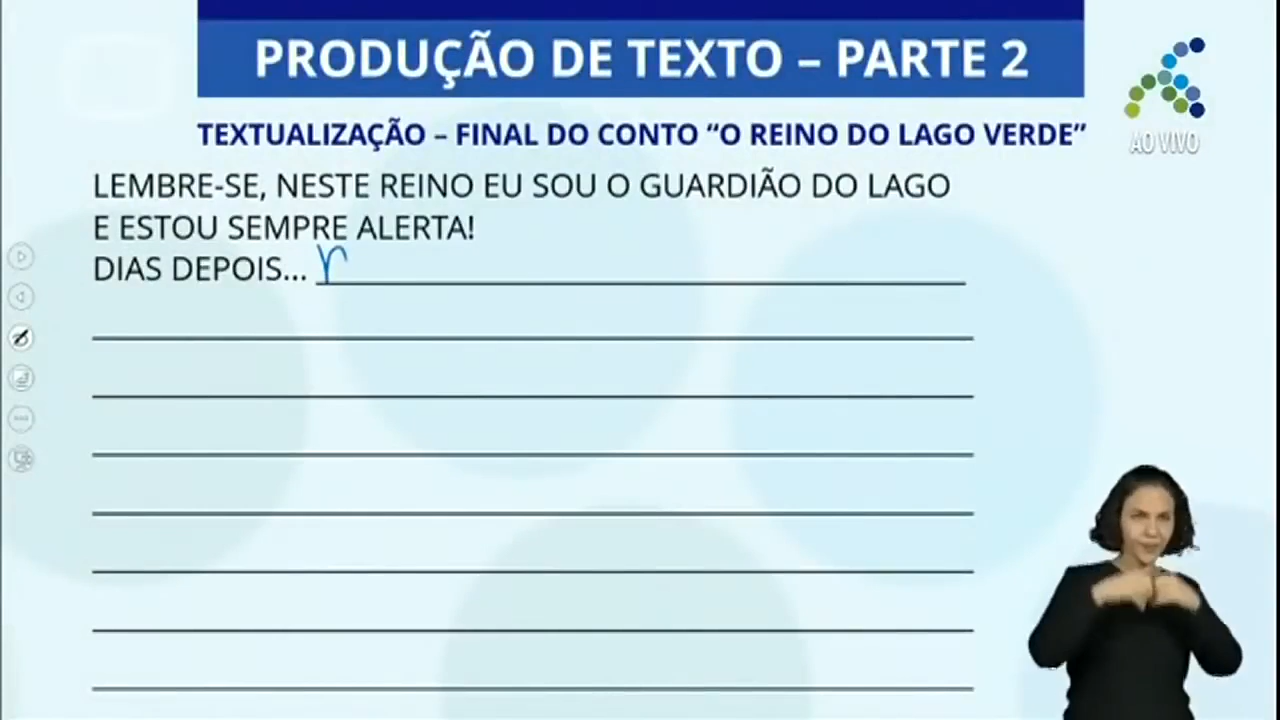 PRODUÇÃO DE TEXTO – PARTE 2
AO VIVO
TEXTUALIZAÇÃO – FINAL DO CONTO “O REINO DO LAGO VERDE”
LEMBRE-SE, NESTE REINO EU SOU O GUARDIÃO DO LAGO
E ESTOU SEMPRE ALERTA!
DIAS DEPOIS...